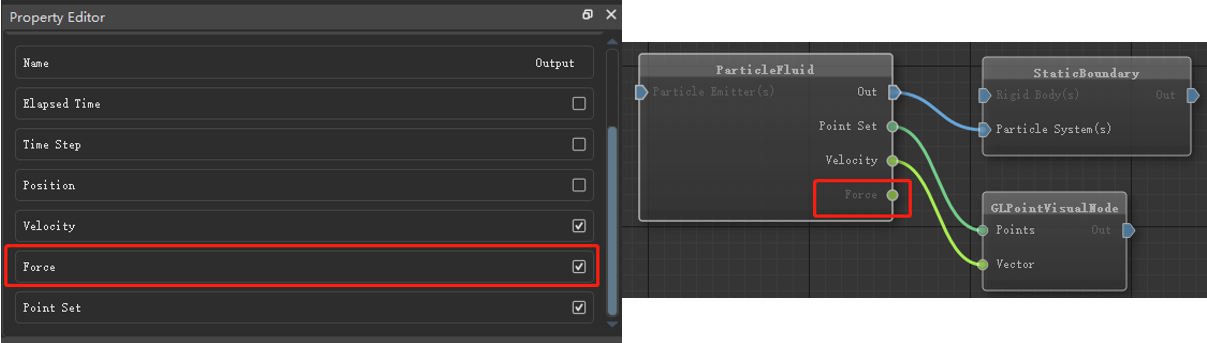 Property Editor
Name Output
Elapsed Time
Time Step
Position
Velocity
Force
Point Set
ParticleFluid
Particle Emitter(s) Out
Point Set
Velocity
Force
StaticBoundary
Rigid Body(s) Out
Particle System(s)
GLPointVisualNode
Points Out
Vector